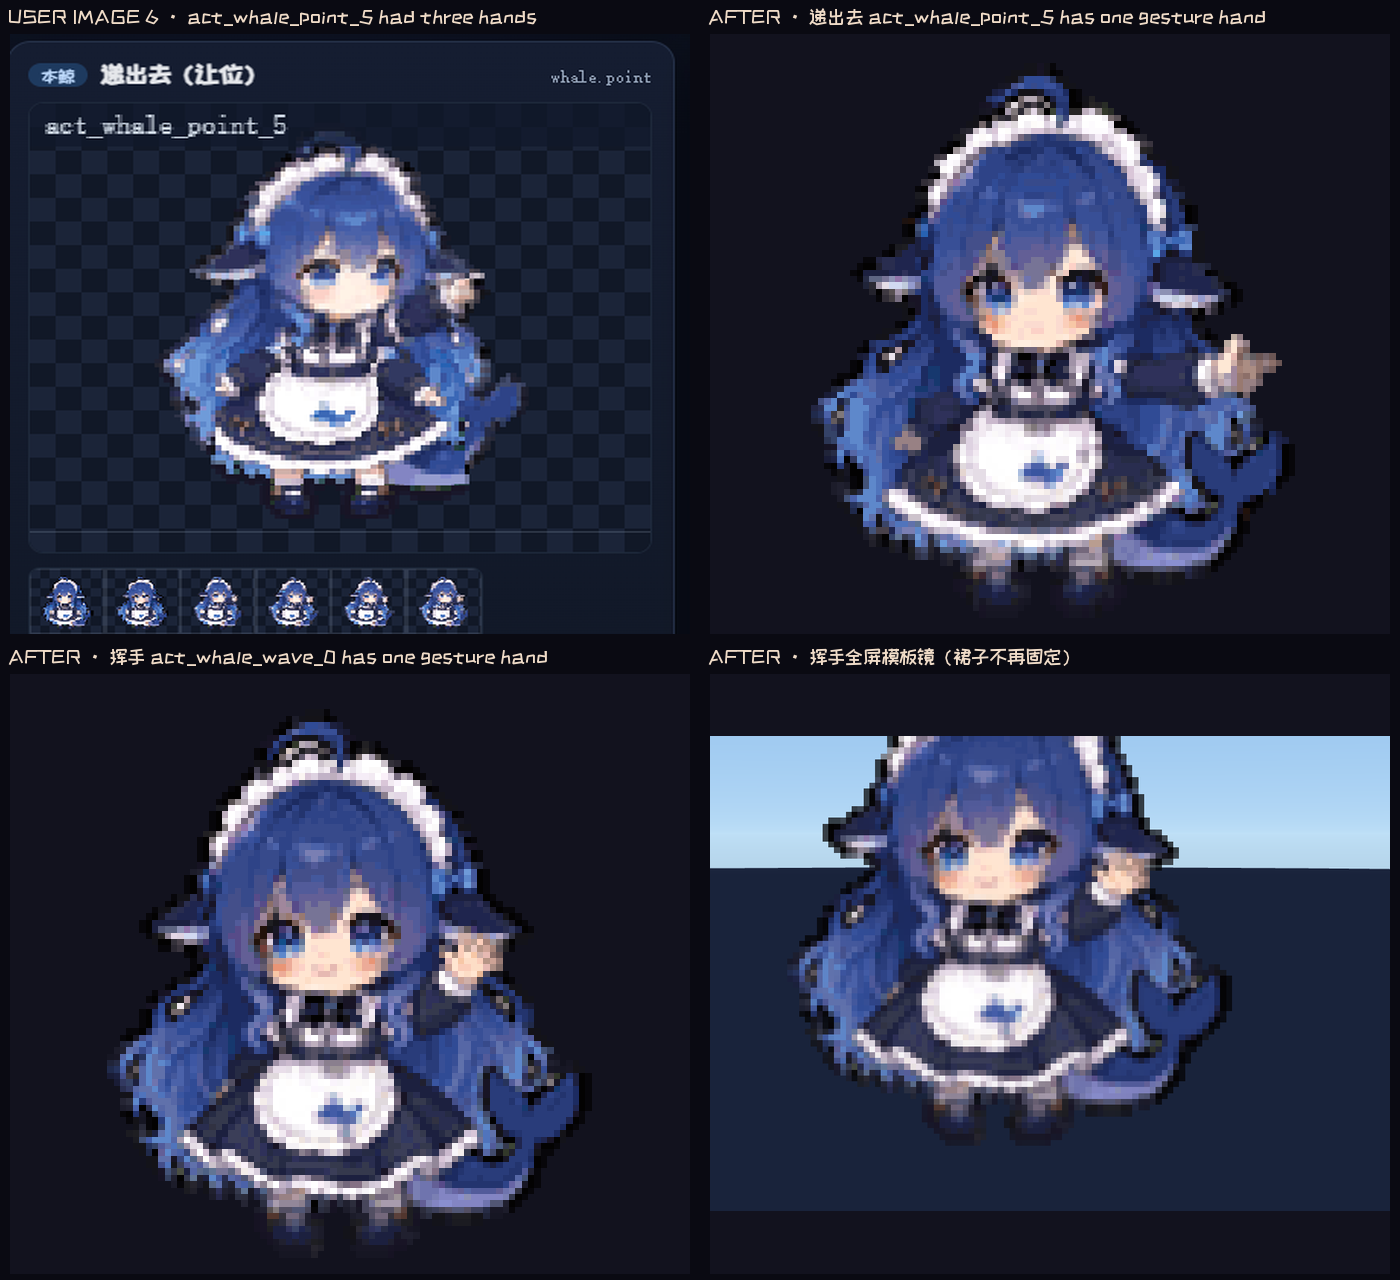 USER IMAGE 6 · act_whale_point_5 had three hands
AFTER · 递出去 act_whale_point_5 has one gesture hand
本鲸 递出去（让位） whale.point
act_whale_point_5
AFTER · 挥手 act_whale_wave_0 has one gesture hand
AFTER · 挥手全屏模板镜（裙子不再固定）